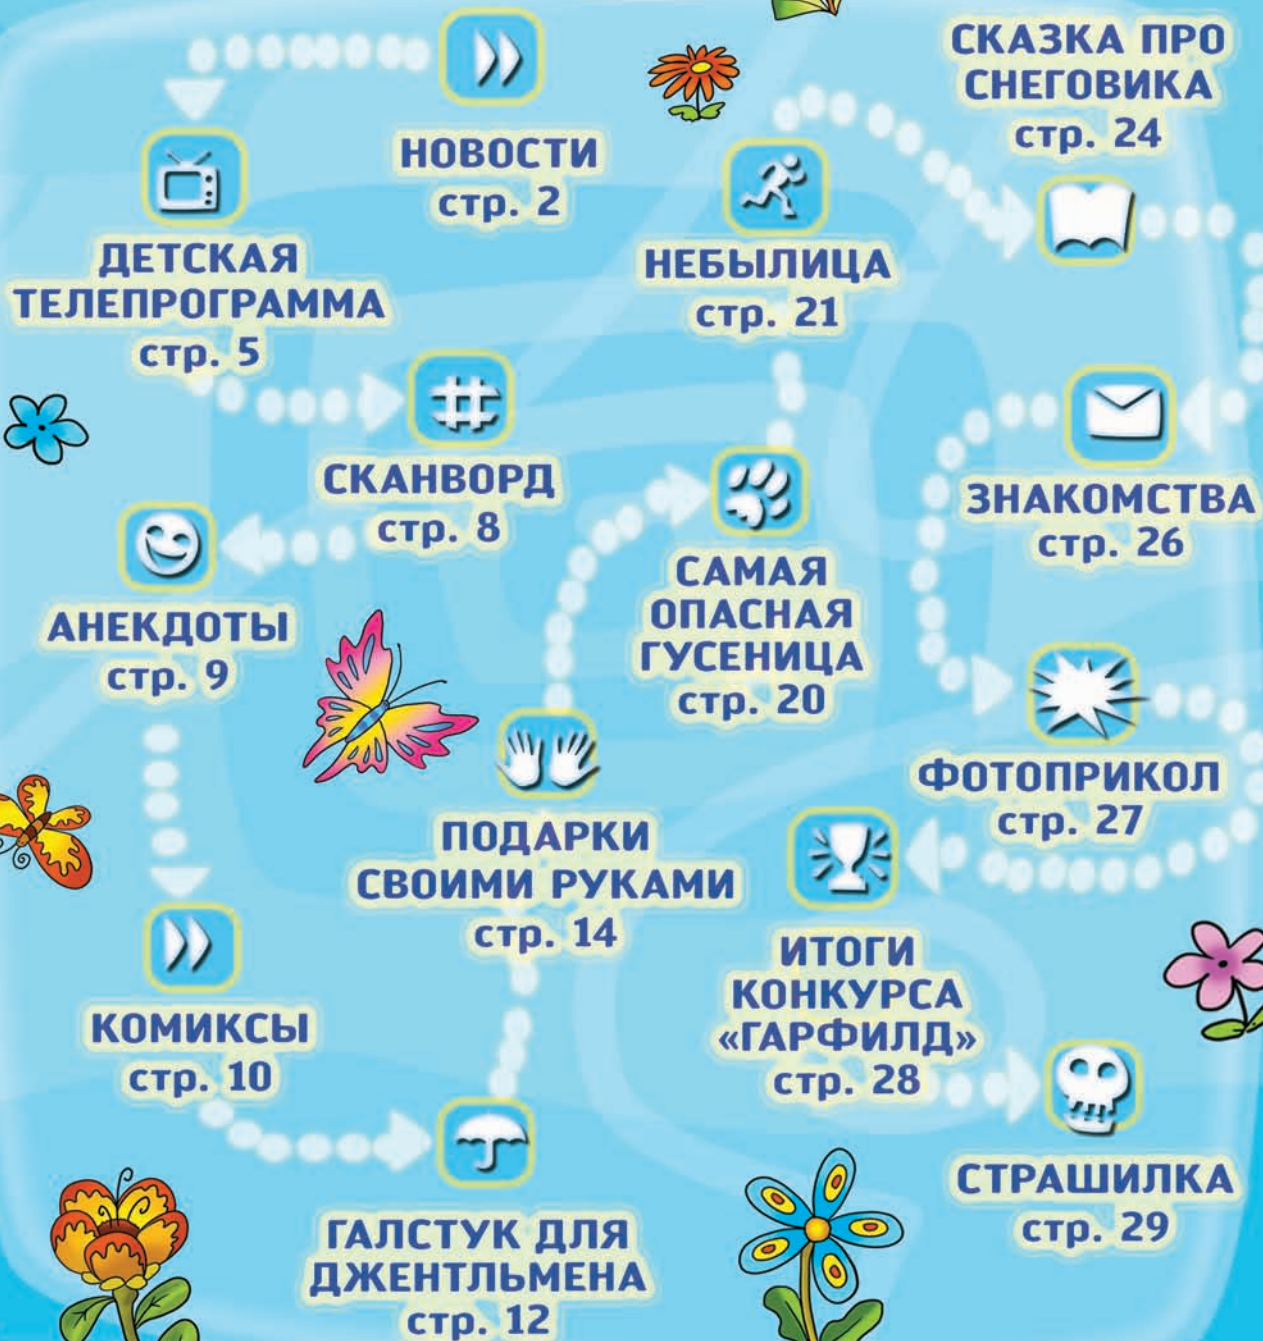 НОВОСТИ
стр. 2
ДЕТСКАЯ
ТЕЛЕПРОГРАММА
стр. 5
СКАНВОРД
стр. 8
АНЕКДОТЫ
стр. 9
КОМИКСЫ
стр. 10
ГАЛСТУК ДЛЯ
ДЖЕНТЛЬМЕНА
стр. 12
ПОДАРКИ
СВОИМИ РУКАМИ
стр. 14
САМАЯ
ОПАСНАЯ
ГУСЕНИЦА
стр. 20
НЕБЫЛИЦА
стр. 21
СКАЗКА ПРО
СНЕГОВИКА
стр. 24
ЗНАКОМСТВА
стр. 26
ФОТОПРИКОЛ
стр. 27
ИТОГИ
КОНКУРСА
«ГАРФИЛД»
стр. 28
СТРАШИЛКА
стр. 29